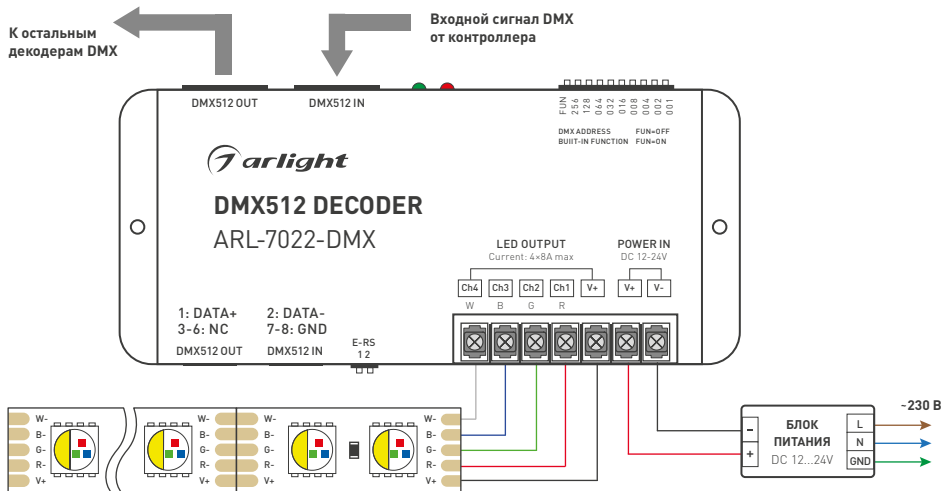 К остальным
декодерам DMX
Входной сигнал DMX
от контроллера
DMX512 OUT
DMX512 IN
FUN
256
128
064
032
016
008
004
002
001
DMX ADDRESS FUN=OFF
BUIIT-IN FUNCTION FUN=ON
arlight
DMX512 DECODER
ARL-7022-DMX
LED OUTPUT
Current: 4×8A max
POWER IN
DC 12-24V
Ch4 Ch3 Ch2 Ch1 V+ V+ V-
W B G R
1: DATA+ 2: DATA-
3-6: NC 7-8: GND
DMX512 OUT DMX512 IN
E-RS
1 2
W- W- W- W-
B- B- B- B-
G- G- G- G-
R- R- R- R-
V+ V+ V+ V+
~230 В
БЛОК
ПИТАНИЯ
DC 12...24V
-
+
L
N
GND